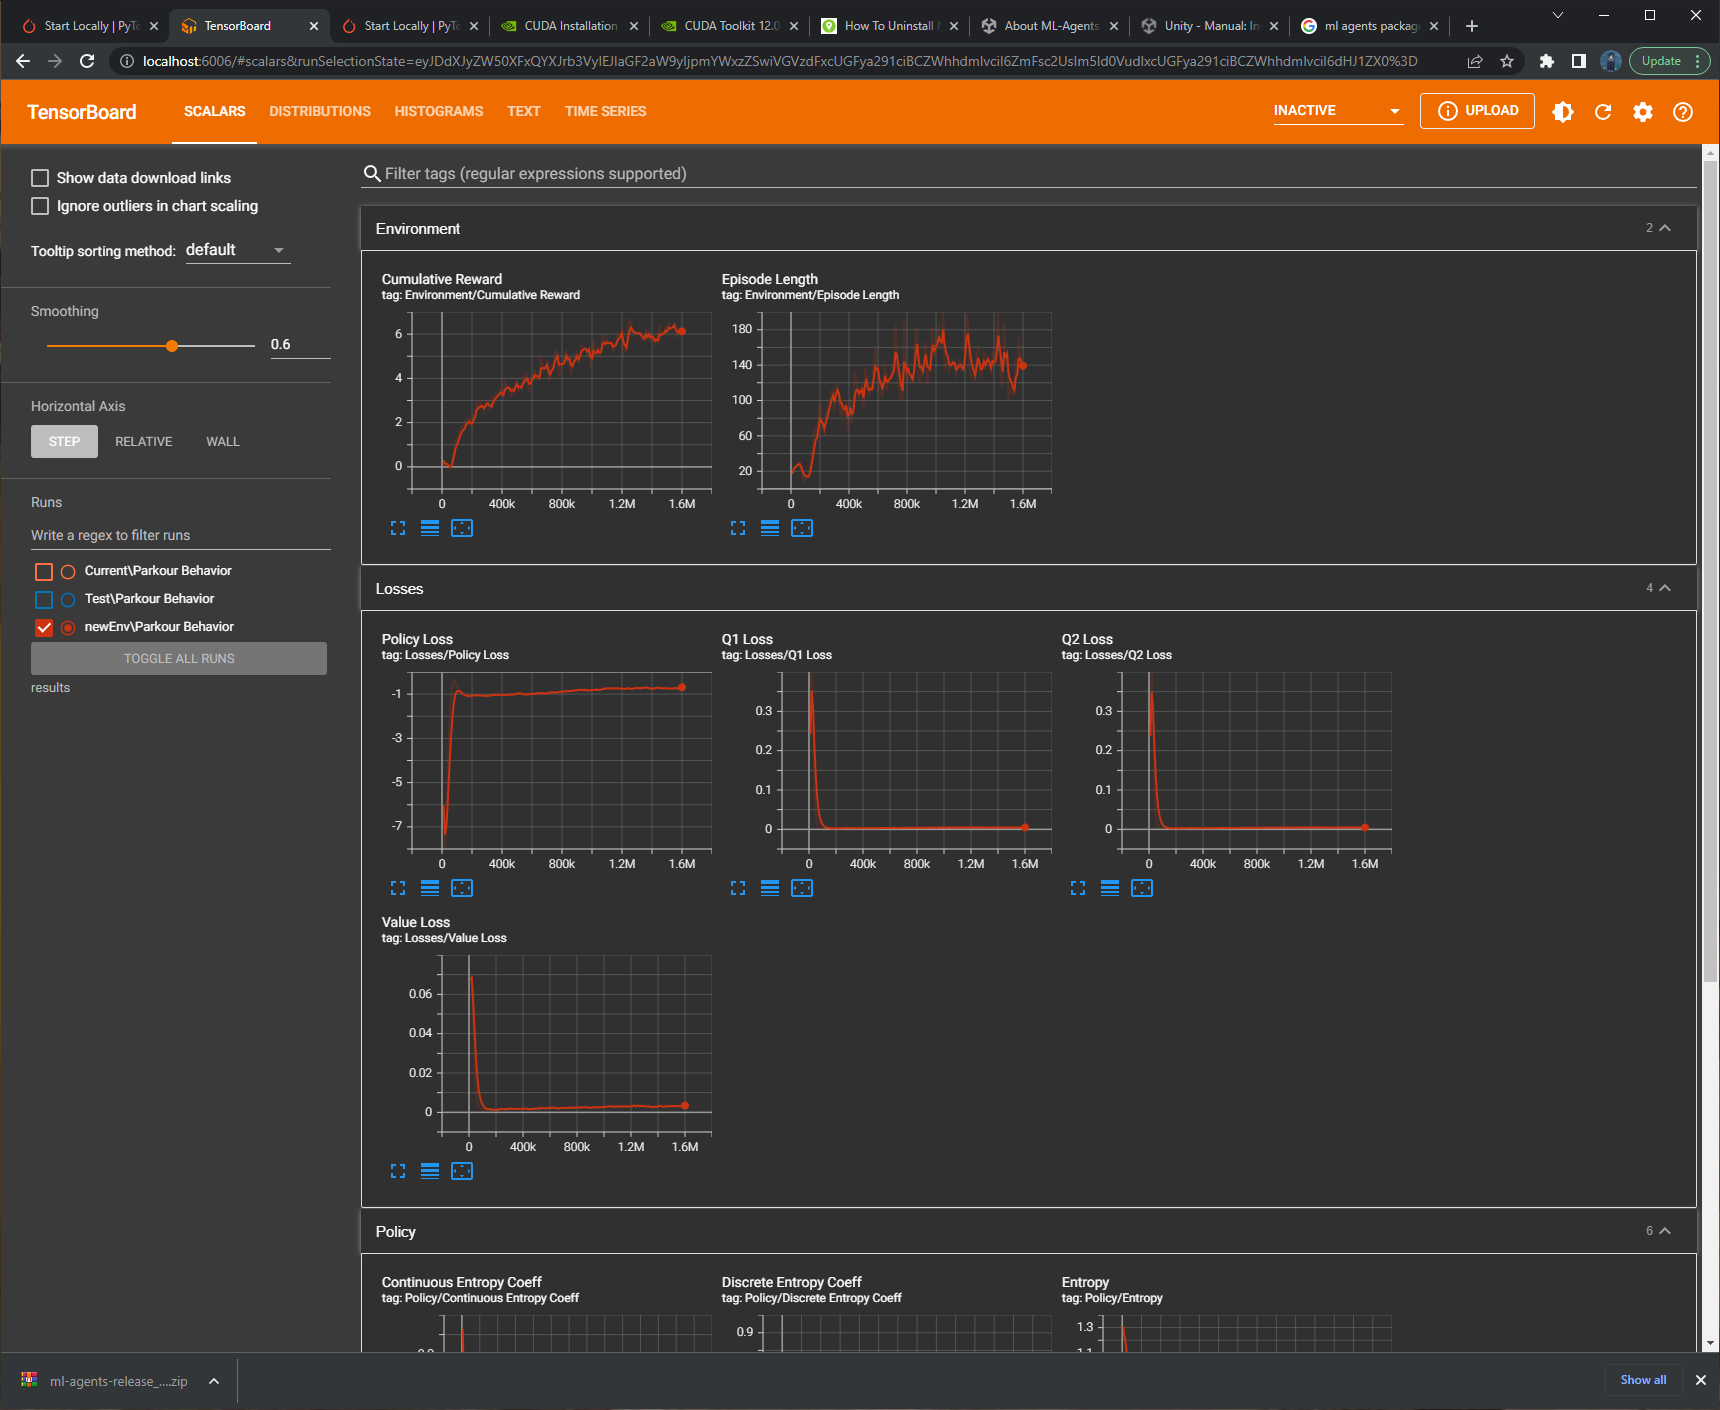 Start Locally | PyTo
TensorBoard
Start Locally | PyTo
CUDA Installation
CUDA Toolkit 12.0
How To Uninstall
About ML-Agents
Unity - Manual: In
ml agents package
Update
TensorBoard
SCALARS
DISTRIBUTIONS
HISTOGRAMS
TEXT
TIME SERIES
INACTIVE
UPLOAD
Show data download links
Ignore outliers in chart scaling
Tooltip sorting method: default
Smoothing
0.6
Horizontal Axis
STEP
RELATIVE
WALL
Runs
Write a regex to filter runs
Current\Parkour Behavior
Test\Parkour Behavior
newEnv\Parkour Behavior
TOGGLE ALL RUNS
results
Filter tags (regular expressions supported)
Environment
2
Cumulative Reward
tag: Environment/Cumulative Reward
6
4
2
0
0 400k 800k 1.2M 1.6M
Episode Length
tag: Environment/Episode Length
180
140
100
60
20
0 400k 800k 1.2M 1.6M
Losses
4
Policy Loss
tag: Losses/Policy Loss
-1
-3
-5
-7
0 400k 800k 1.2M 1.6M
Q1 Loss
tag: Losses/Q1 Loss
0.3
0.2
0.1
0
0 400k 800k 1.2M 1.6M
Q2 Loss
tag: Losses/Q2 Loss
0.3
0.2
0.1
0
0 400k 800k 1.2M 1.6M
Value Loss
tag: Losses/Value Loss
0.06
0.04
0.02
0
0 400k 800k 1.2M 1.6M
Policy
6
Continuous Entropy Coeff
tag: Policy/Continuous Entropy Coeff
Discrete Entropy Coeff
tag: Policy/Discrete Entropy Coeff
0.9
Entropy
tag: Policy/Entropy
1.3
ml-agents-release_....zip
Show all